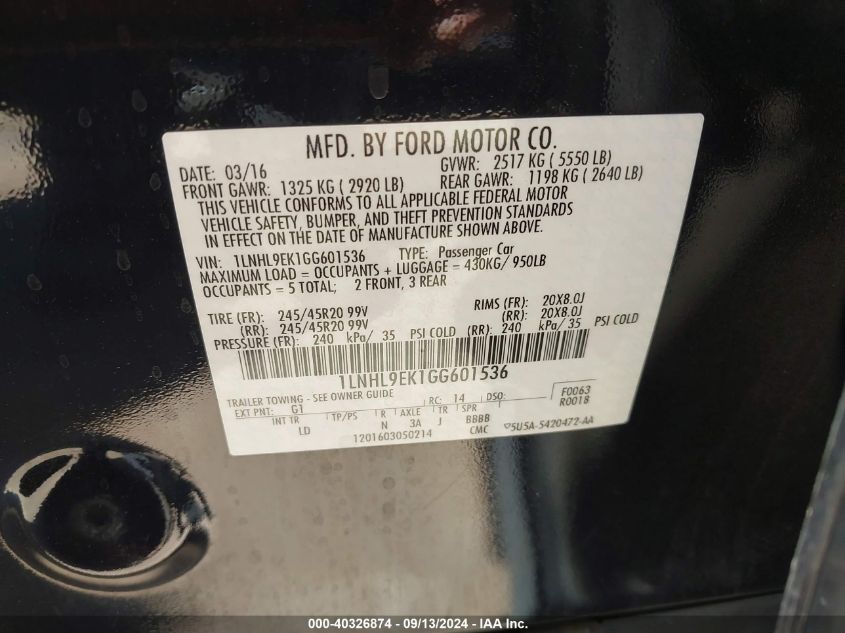 MFD. BY FORD MOTOR CO.
DATE: 03/16 GVWR: 2517 KG ( 5550 LB)
FRONT GAWR: 1325 KG ( 2920 LB) REAR GAWR: 1198 KG ( 2640 LB)
THIS VEHICLE CONFORMS TO ALL APPLICABLE FEDERAL MOTOR
VEHICLE SAFETY, BUMPER, AND THEFT PREVENTION STANDARDS
IN EFFECT ON THE DATE OF MANUFACTURE SHOWN ABOVE.
VIN: 1LNHL9EK1GG601536 TYPE: Passenger Car
MAXIMUM LOAD = OCCUPANTS + LUGGAGE = 430KG/ 950LB
OCCUPANTS = 5 TOTAL; 2 FRONT, 3 REAR
TIRE (FR): 245/45R20 99V RIMS (FR): 20X8.0J
(RR): 245/45R20 99V (RR): 20X8.0J
PRESSURE (FR): 240 kPa/ 35 PSI COLD (RR): 240 kPa/ 35 PSI COLD
1LNHL9EK1GG601536
TRAILER TOWING - SEE OWNER GUIDE
EXT PNT: G1 RC: 14 DSO: F0063
R0018
INT TR TP/PS R AXLE TR SPR
LD N 3A J BBBB
1201603050214 CMC 5U5A-5420472-AA
000-40326874 - 09/13/2024 - IAA Inc.